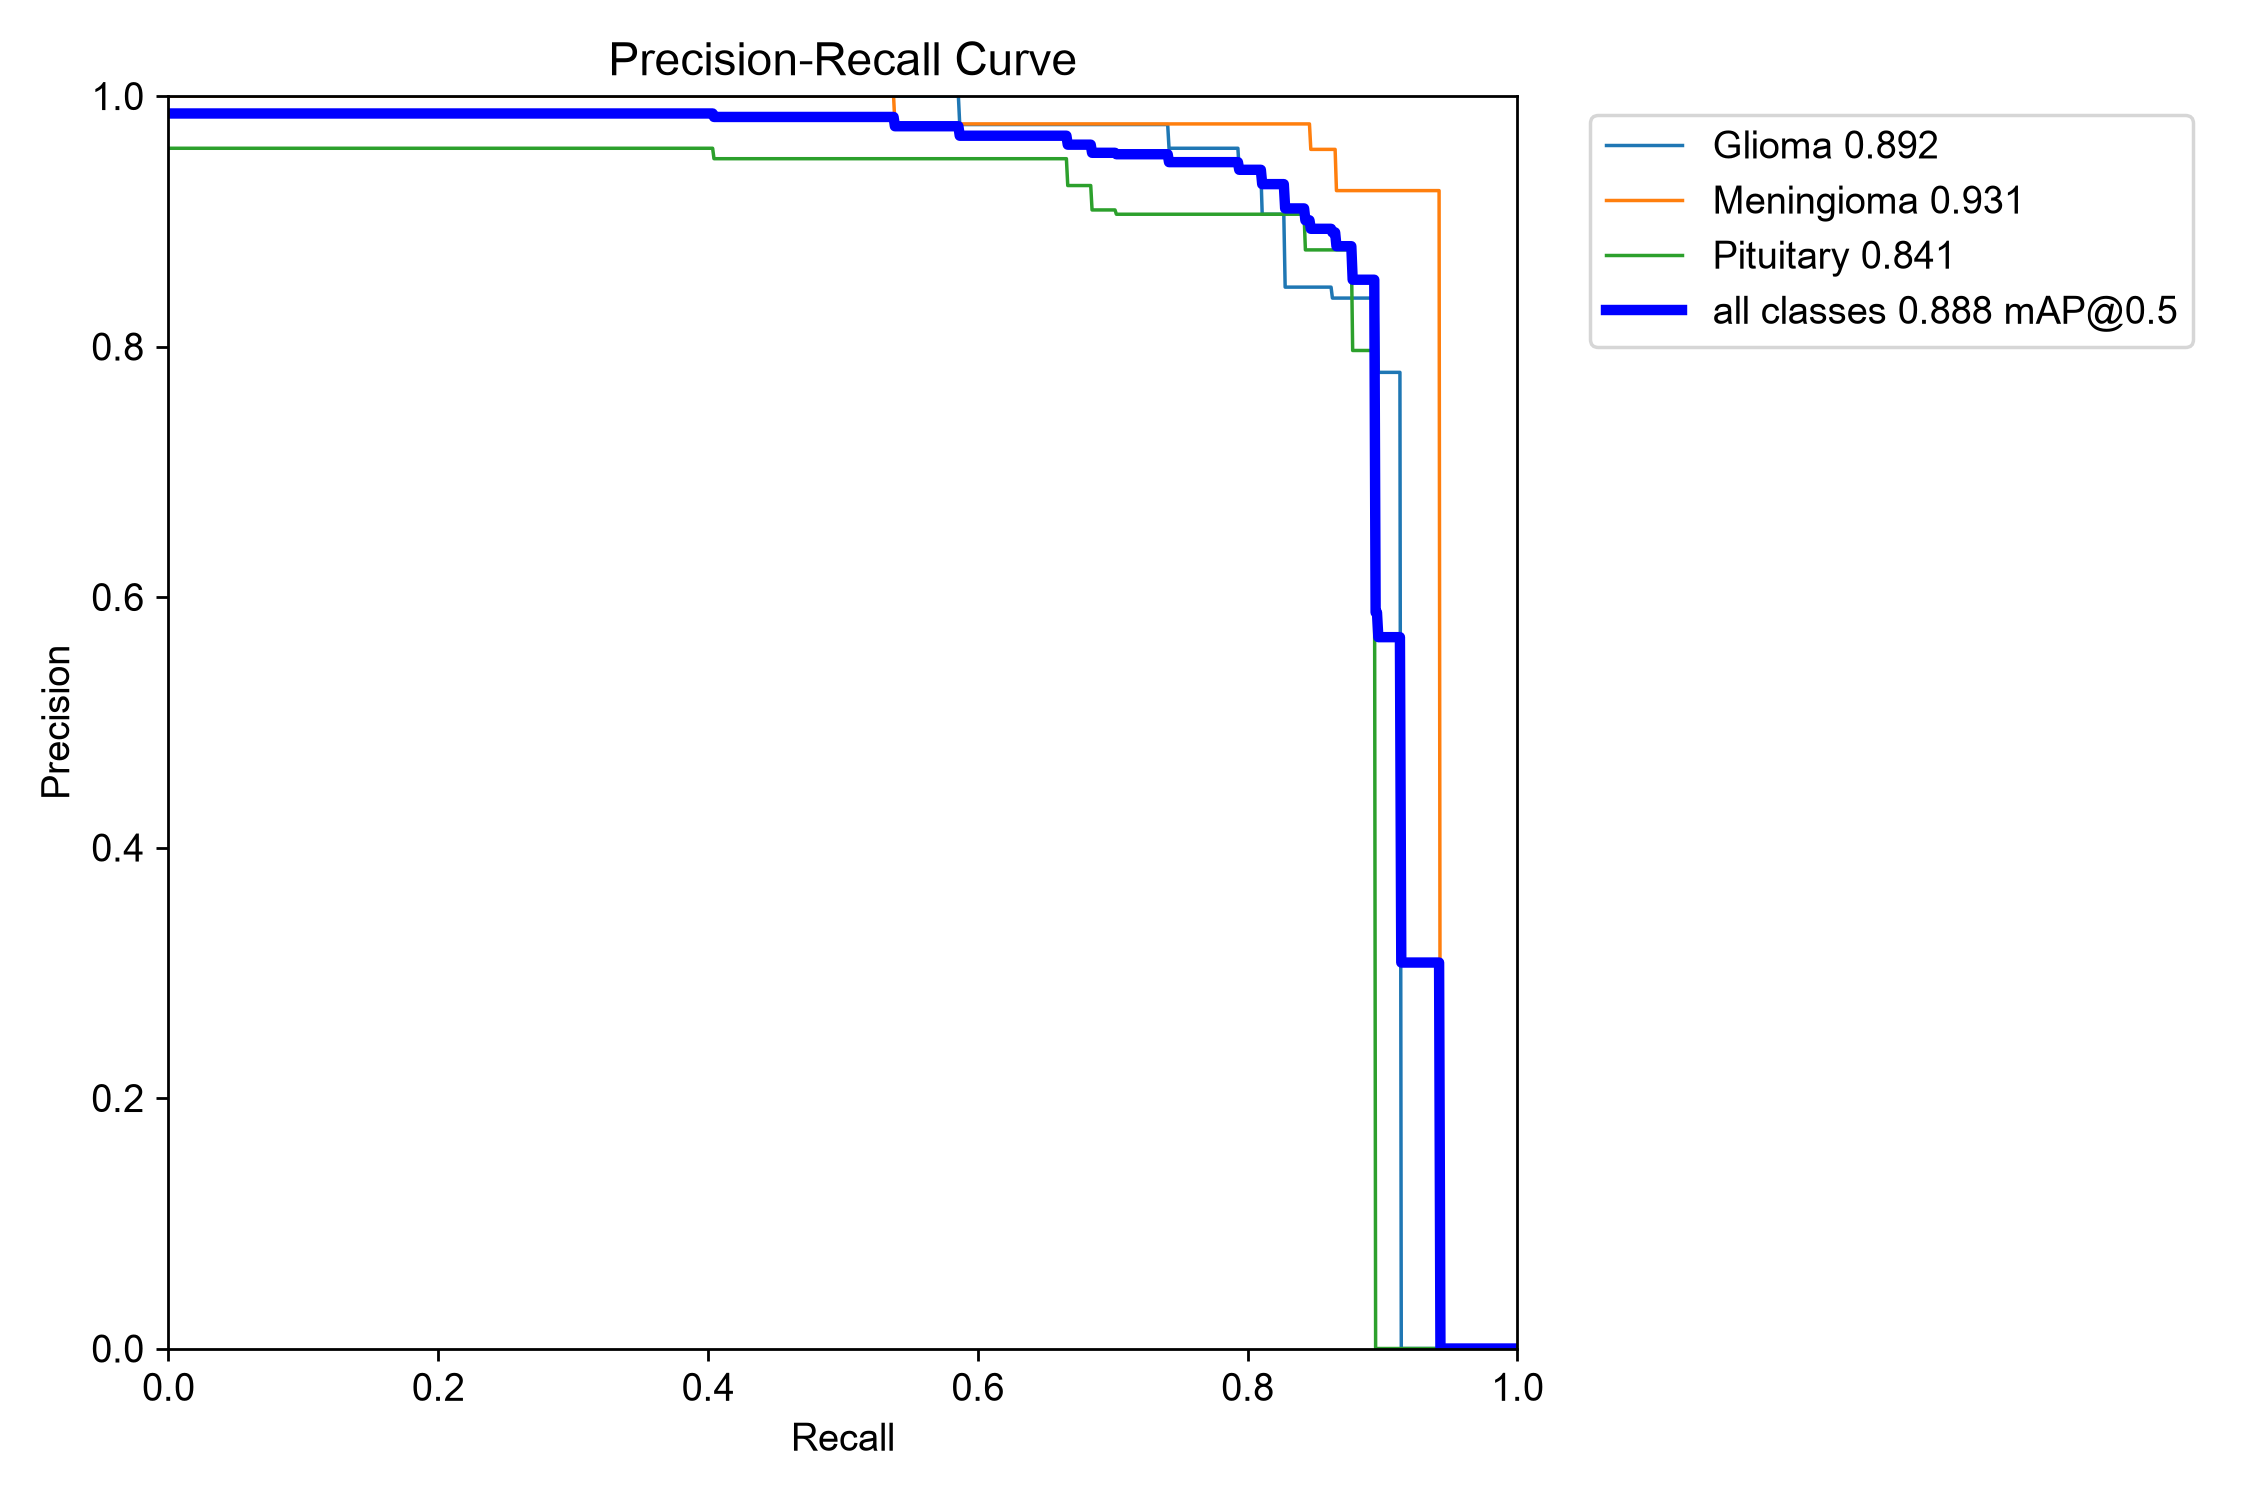 Precision-Recall Curve
1.0
0.8
0.6
0.4
0.2
0.0
Precision
0.0 0.2 0.4 0.6 0.8 1.0
Recall
Glioma 0.892
Meningioma 0.931
Pituitary 0.841
all classes 0.888 mAP@0.5